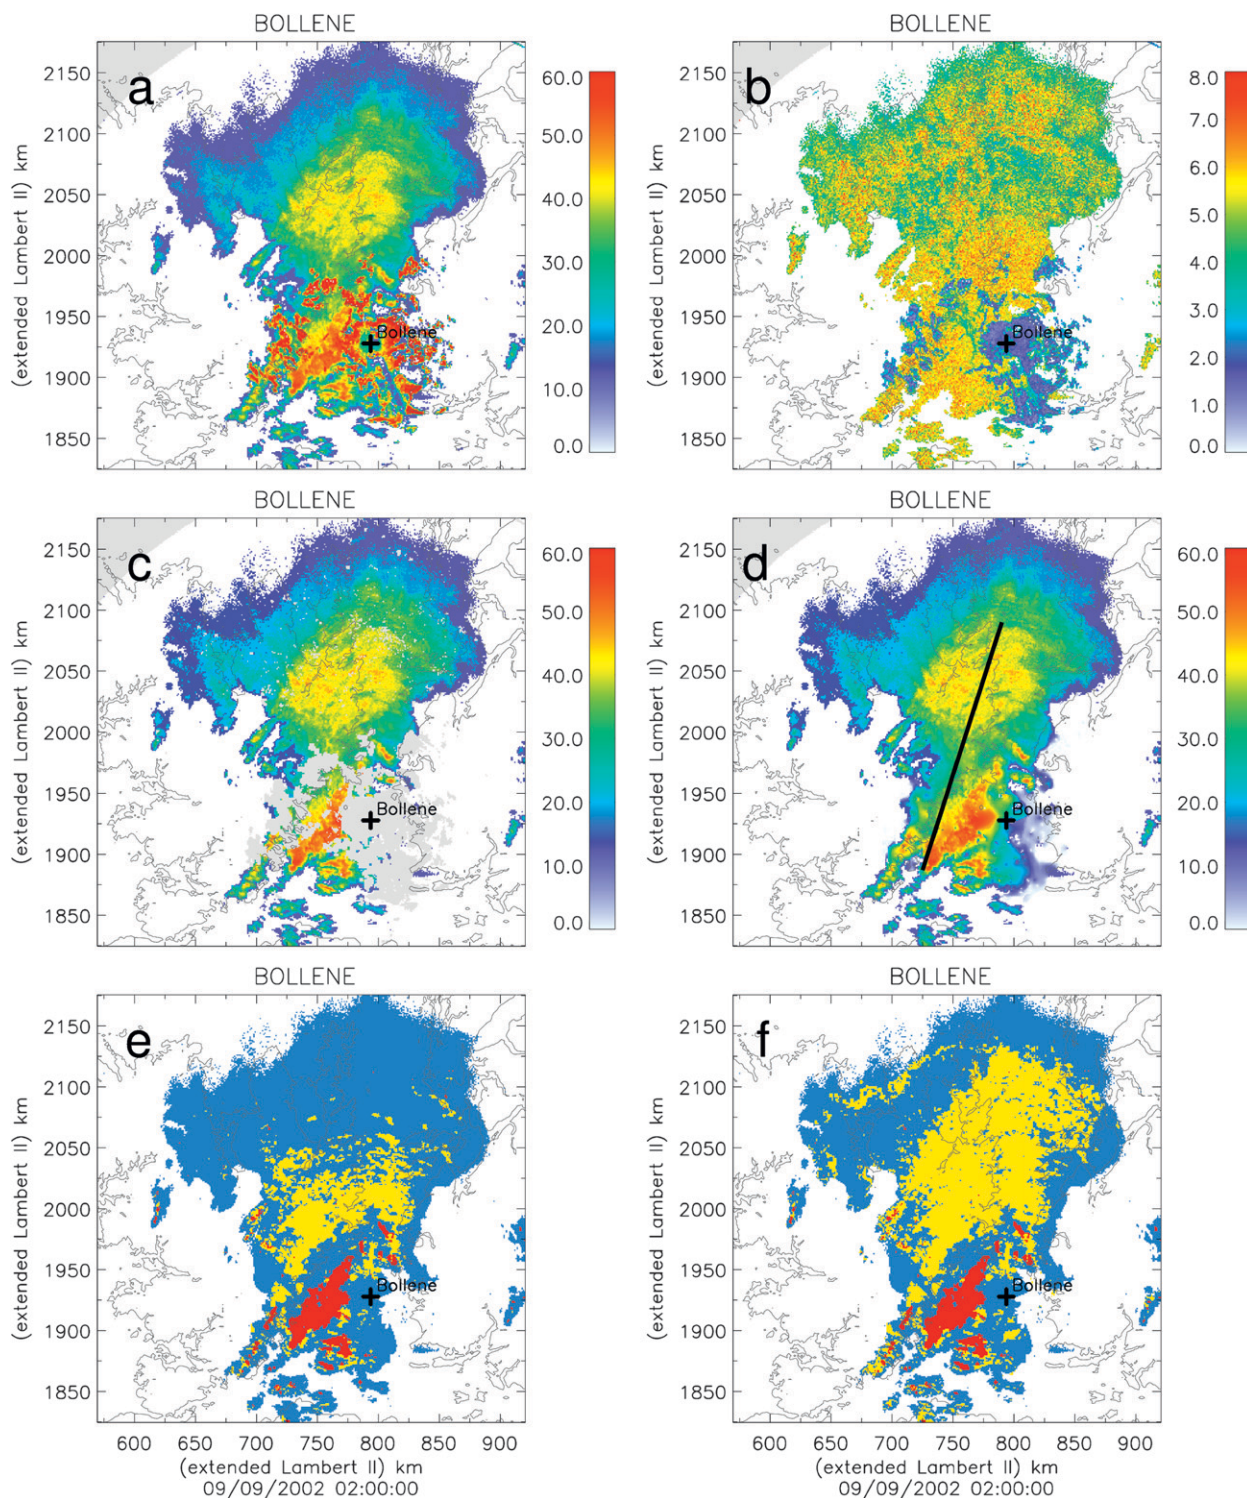 BOLLENE
BOLLENE
a
b
(extended Lambert II) km
2150
2100
2050
2000
1950
1900
1850
Bollene
60.0
50.0
40.0
30.0
20.0
10.0
0.0
(extended Lambert II) km
2150
2100
2050
2000
1950
1900
1850
Bollene
8.0
7.0
6.0
5.0
4.0
3.0
2.0
1.0
0.0
BOLLENE
BOLLENE
c
d
(extended Lambert II) km
2150
2100
2050
2000
1950
1900
1850
Bollene
60.0
50.0
40.0
30.0
20.0
10.0
0.0
(extended Lambert II) km
2150
2100
2050
2000
1950
1900
1850
Bollene
60.0
50.0
40.0
30.0
20.0
10.0
0.0
BOLLENE
BOLLENE
e
f
(extended Lambert II) km
2150
2100
2050
2000
1950
1900
1850
Bollene
(extended Lambert II) km
2150
2100
2050
2000
1950
1900
1850
Bollene
600 650 700 750 800 850 900
600 650 700 750 800 850 900
(extended Lambert II) km
(extended Lambert II) km
09/09/2002 02:00:00
09/09/2002 02:00:00